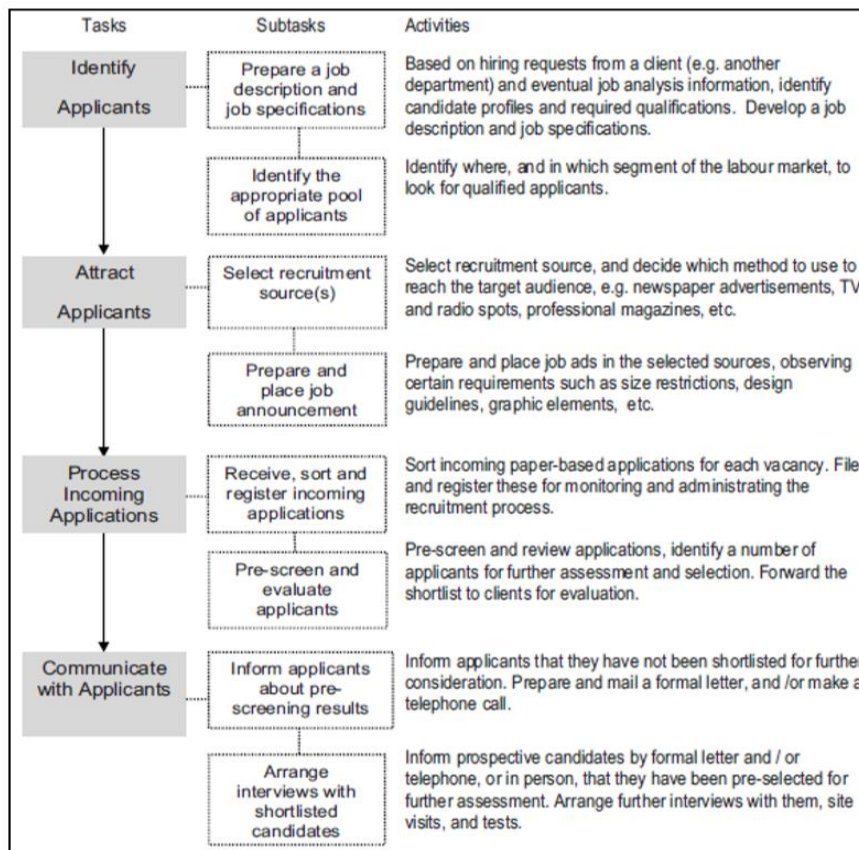 Tasks
Subtasks
Activities
Identify
Applicants
Prepare a job
description and
job specifications
Based on hiring requests from a client (e.g. another
department) and eventual job analysis information, identify
candidate profiles and required qualifications. Develop a job
description and job specifications.
Identify the
appropriate pool
of applicants
Identify where, and in which segment of the labour market, to
look for qualified applicants.
Attract
Applicants
Select recruitment
source(s)
Select recruitment source, and decide which method to use to
reach the target audience, e.g. newspaper advertisements, TV
and radio spots, professional magazines, etc.
Prepare and
place job
announcement
Prepare and place job ads in the selected sources, observing
certain requirements such as size restrictions, design
guidelines, graphic elements, etc.
Process
Incoming
Applications
Receive, sort and
register incoming
applications
Sort incoming paper-based applications for each vacancy. File
and register these for monitoring and administrating the
recruitment process.
Pre-screen and
evaluate
applicants
Pre-screen and review applications, identify a number of
applicants for further assessment and selection. Forward the
shortlist to clients for evaluation.
Communicate
with Applicants
Inform applicants
about pre-
screening results
Inform applicants that they have not been shortlisted for further
consideration. Prepare and mail a formal letter, and /or make a
telephone call.
Arrange
interviews with
shortlisted
candidates
Inform prospective candidates by formal letter and / or
telephone, or in person, that they have been pre-selected for
further assessment. Arrange further interviews with them, site
visits, and tests.